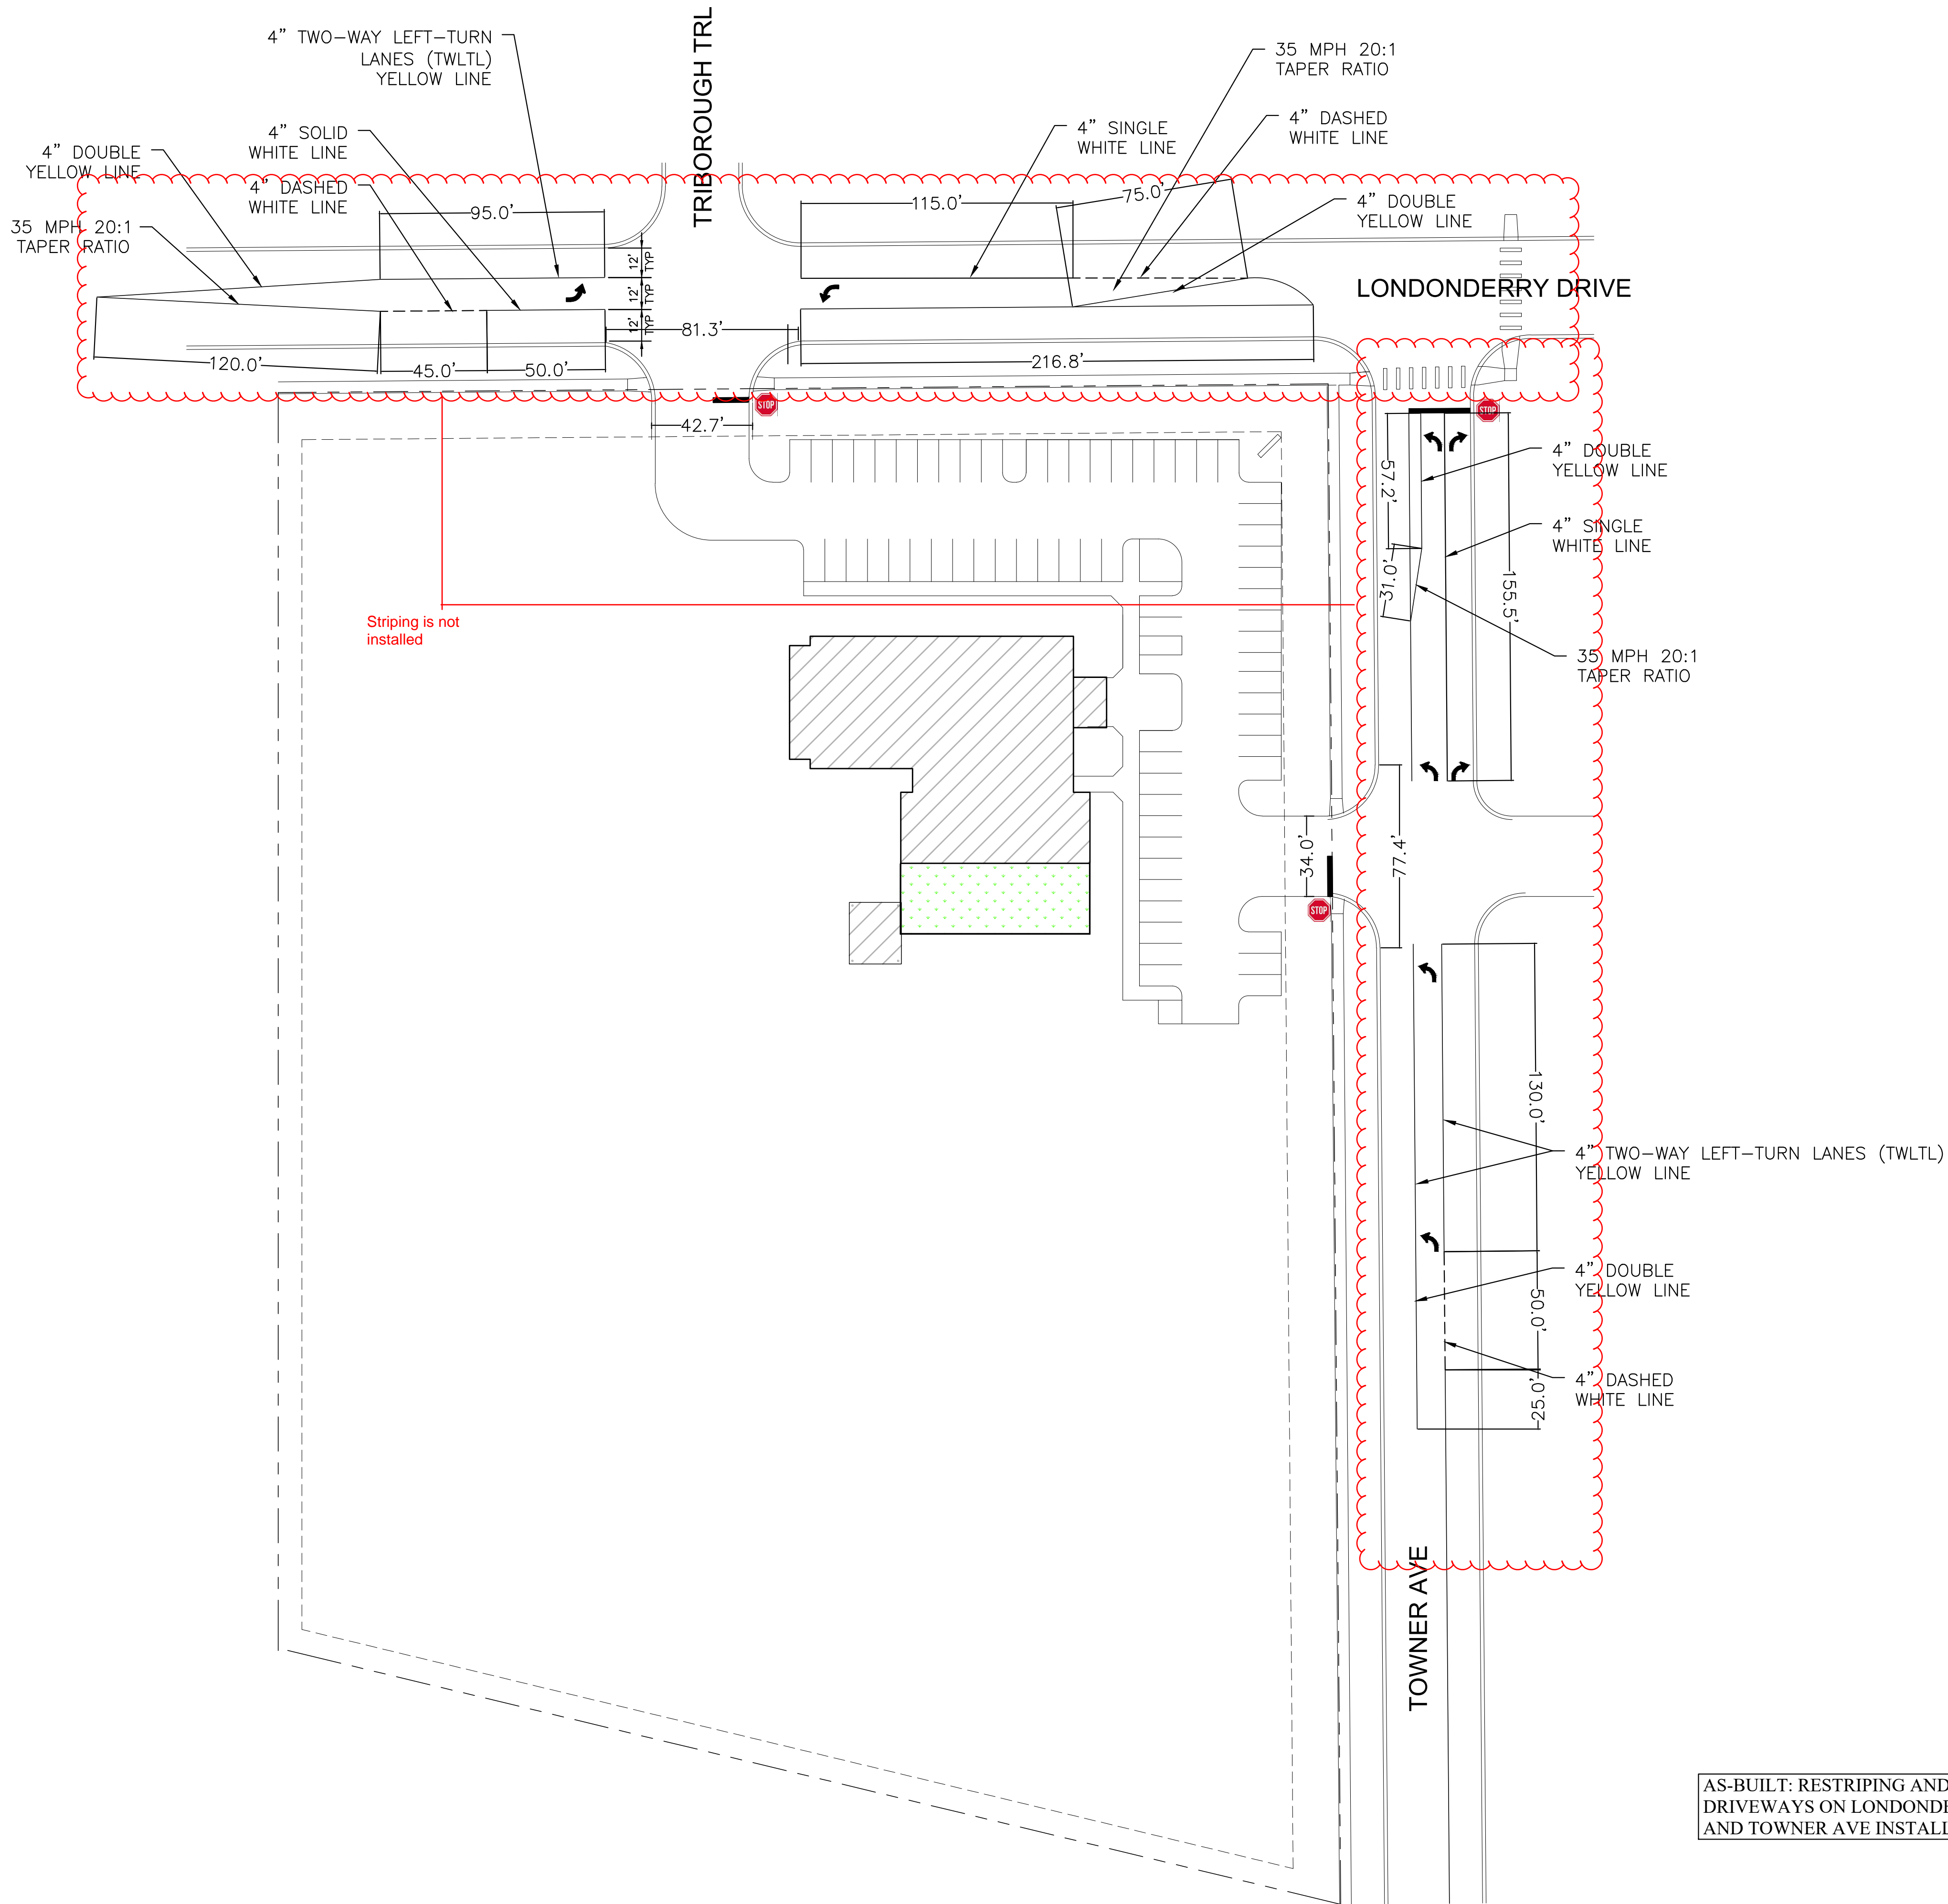 4” TWO-WAY LEFT-TURN
LANES (TWLTL)
YELLOW LINE
TRIBOROUGH TRL
35 MPH 20:1
TAPER RATIO
4” DASHED
WHITE LINE
4” SINGLE
WHITE LINE
4” SOLID
WHITE LINE
4” DOUBLE
YELLOW LINE
4” DASHED
WHITE LINE
95.0’
115.0’
75.0’
4” DOUBLE
YELLOW LINE
35 MPH 20:1
TAPER RATIO
12’
TYP
12’
TYP
12’
TYP
LONDONDERRY DRIVE
81.3’
120.0’
45.0’
50.0’
216.8’
STOP
STOP
42.7’
57.2’
4” DOUBLE
YELLOW LINE
4” SINGLE
WHITE LINE
31.0’
155.5’
Striping is not
installed
35 MPH 20:1
TAPER RATIO
34.0’
77.4’
STOP
130.0’
4” TWO-WAY LEFT-TURN LANES (TWLTL)
YELLOW LINE
4” DOUBLE
YELLOW LINE
50.0’
4” DASHED
WHITE LINE
25.0’
TOWNER AVE
AS-BUILT: RESTRIPING AND
DRIVEWAYS ON
AND TOWNER AVE